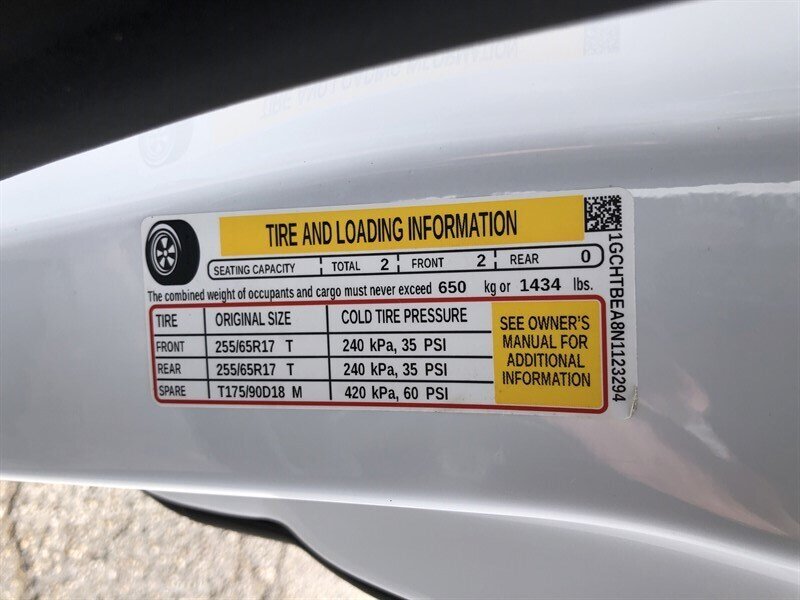 TIRE AND LOADING INFORMATION
SEATING CAPACITY TOTAL 2 FRONT 2 REAR 0
The combined weight of occupants and cargo must never exceed 650 kg or 1434 lbs.
TIRE ORIGINAL SIZE COLD TIRE PRESSURE
FRONT 255/65R17 T 240 kPa, 35 PSI
REAR 255/65R17 T 240 kPa, 35 PSI
SPARE T175/90D18 M 420 kPa, 60 PSI
SEE OWNER'S
MANUAL FOR
ADDITIONAL
INFORMATION
1GCHTBEA8N1123294